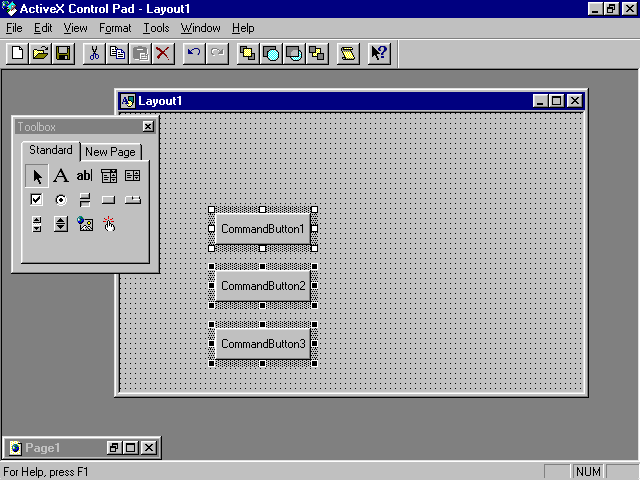 ActiveX Control Pad - Layout1
File Edit View Format Layouts Tools Window Help
Layout1
Toolbox
Standard New Page
A ab|
CommandButton1
CommandButton2
CommandButton3
Page1
For Help, press F1 NUM